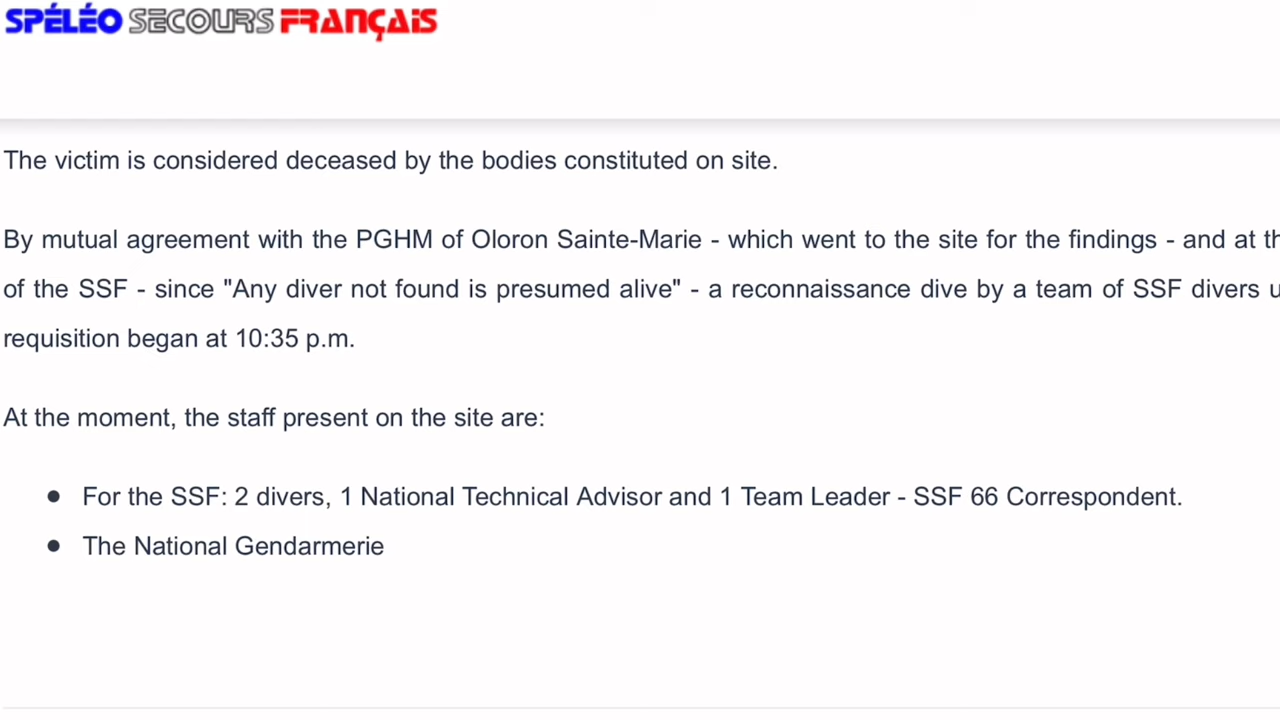 SPÉLÉO SECOURS FRANÇAIS
The victim is considered deceased by the bodies constituted on site.
By mutual agreement with the PGHM of Oloron Sainte-Marie - which went to the site for the findings - and at
of the SSF - since "Any diver not found is presumed alive" - a reconnaissance dive by a team of SSF divers
requisition began at 10:35 p.m.
At the moment, the staff present on the site are:
● For the SSF: 2 divers, 1 National Technical Advisor and 1 Team Leader - SSF 66 Correspondent.
● The National Gendarmerie